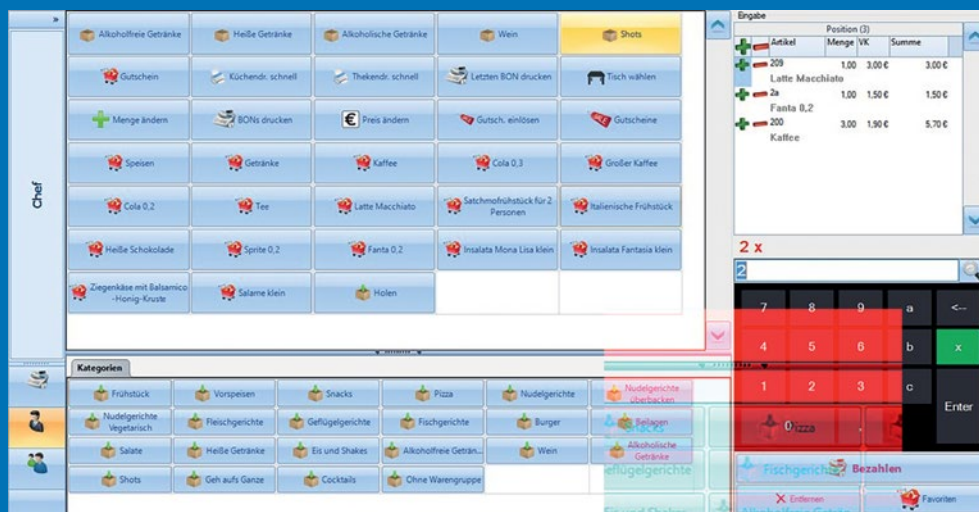 »
Chef
Alkoholfreie Getränke
Heiße Getränke
Alkoholische Getränke
Wein
Shots
Gutschein
Küchendr. schnell
Thekendr. schnell
Letzten BON drucken
Tisch wählen
Menge ändern
BONs drucken
Preis ändern
Gutsch. einlösen
Gutscheine
Speisen
Getränke
Kaffee
Cola 0,3
Großer Kaffee
Cola 0,2
Tee
Latte Macchiato
Satchmofrühstück für 2
Personen
Italienische Frühstück
Heiße Schokolade
Sprite 0,2
Fanta 0,2
Insalata Mona Lisa klein
Insalata Fantasia klein
Ziegenkäse mit Balsamico
-Honig-Kruste
Salame klein
Holen
Eingabe
Position (3)
Artikel Menge VK Summe
209 1,00 3,00 € 3,00 €
Latte Macchiato
2a 1,00 1,50 € 1,50 €
Fanta 0,2
200 3,00 1,90 € 5,70 €
Kaffee
2 x
2
7 8 9 a <--
4 5 6 b x
1 2 3 c Enter
0 ,
Kategorien
Frühstück
Vorspeisen
Snacks
Pizza
Nudelgerichte
Nudelgerichte
überbacken
Nudelgerichte
Vegetarisch
Fleischgerichte
Geflügelgerichte
Fischgerichte
Burger
Beilagen
Salate
Heiße Getränke
Eis und Shakes
Alkoholfreie Geträn...
Wein
Alkoholische
Getränke
Shots
Geh aufs Ganze
Cocktails
Ohne Warengruppe
Snacks
Pizza
Geflügelgerichte
Fischgerichte
Eis und Shakes
Alkoholfreie Geträn
Bezahlen
Entfernen
Favoriten